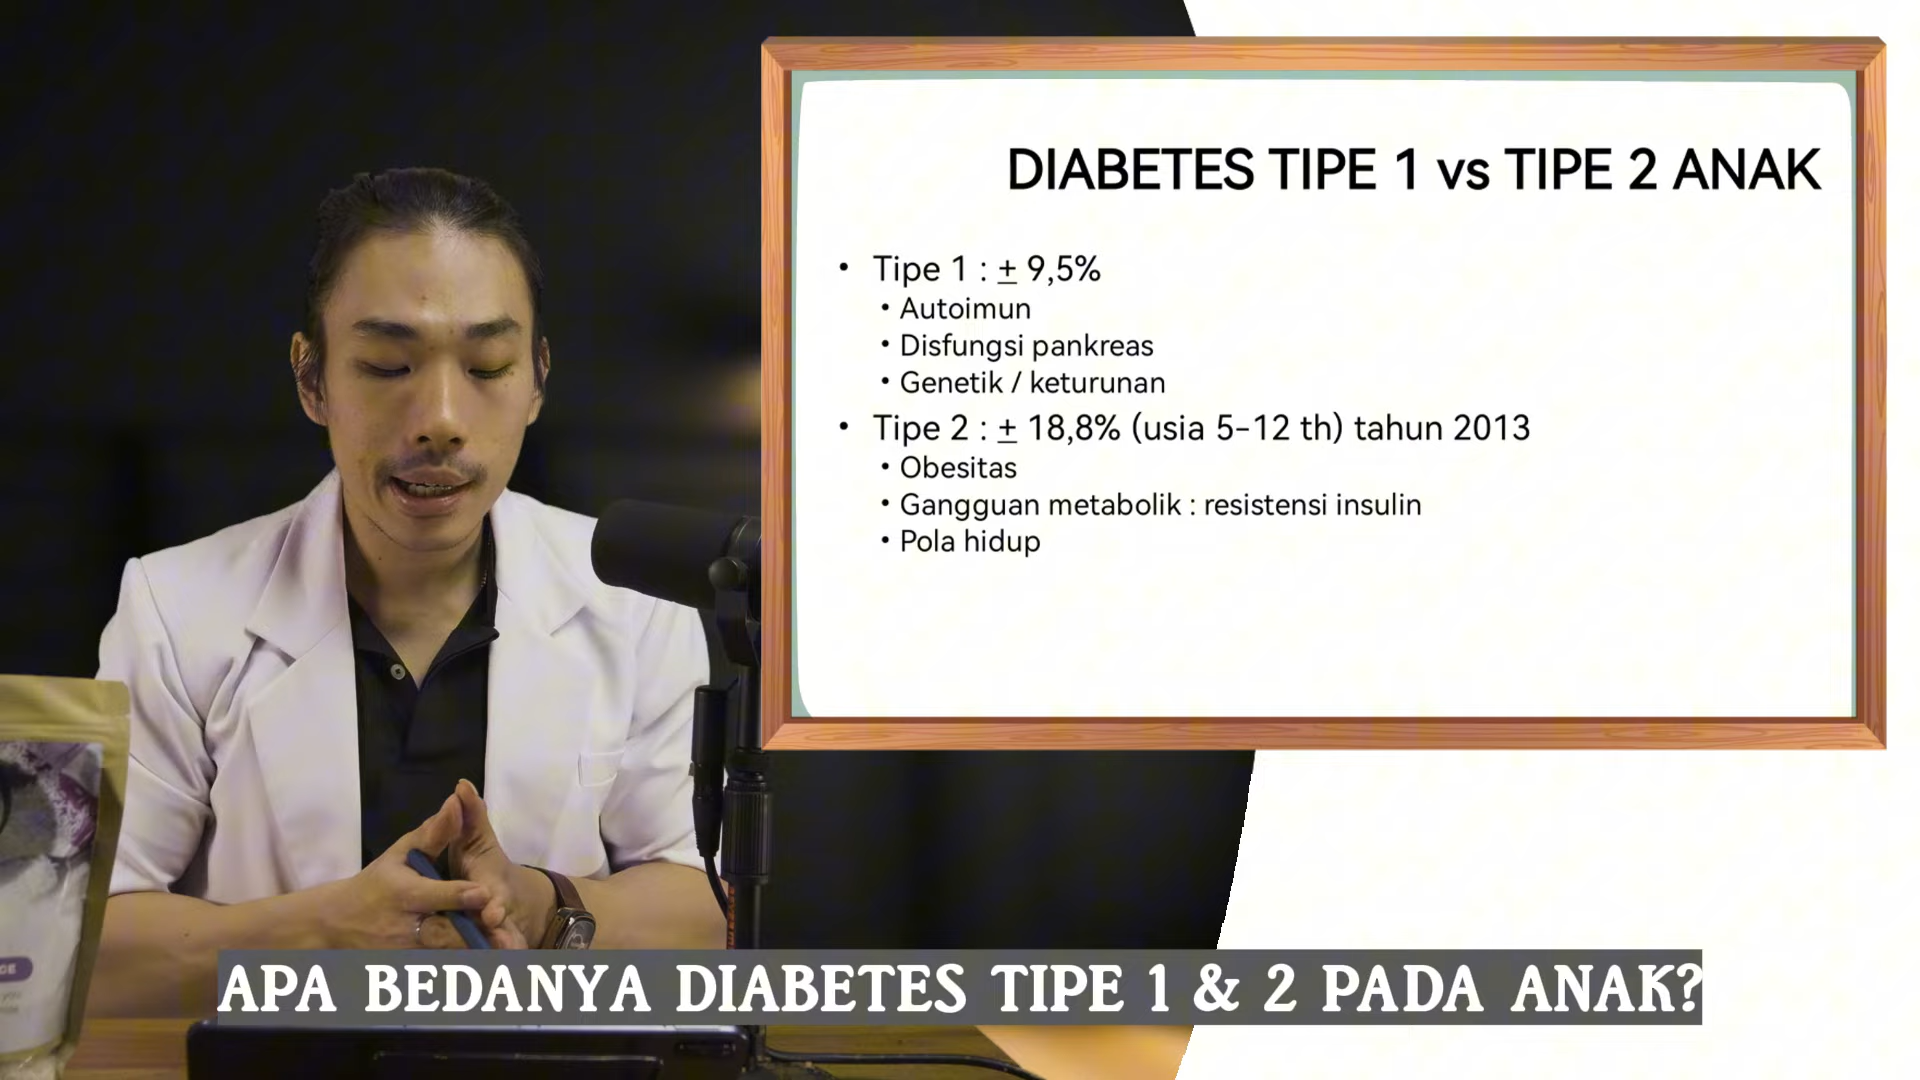 DIABETES TIPE 1 vs TIPE 2 ANAK
• Tipe 1 : ± 9,5%
• Autoimun
• Disfungsi pankreas
• Genetik / keturunan
• Tipe 2 : ± 18,8% (usia 5-12 th) tahun 2013
• Obesitas
• Gangguan metabolik : resistensi insulin
• Pola hidup
APA BEDANYA DIABETES TIPE 1 & 2 PADA ANAK?